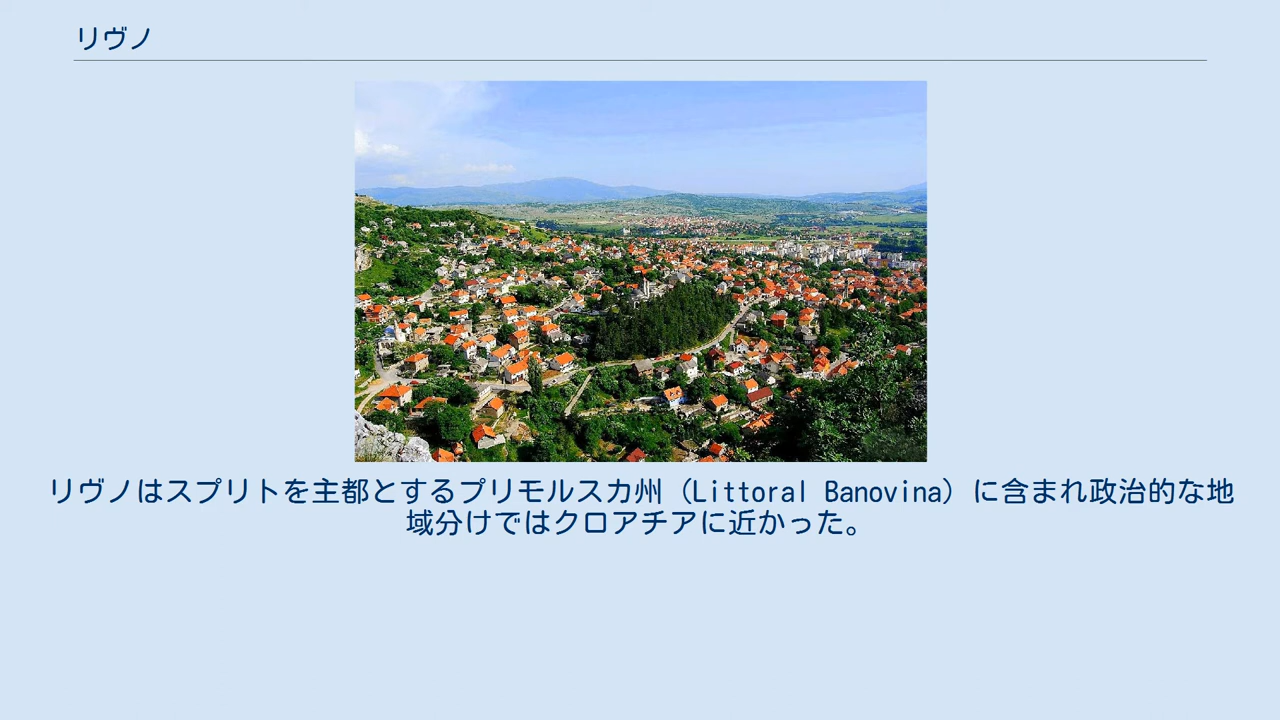 リヴノ
リヴノはスプリトを主都とするプリモルスカ州（Littoral Banovina）に含まれ政治的な地
域分けではクロアチアに近かった。